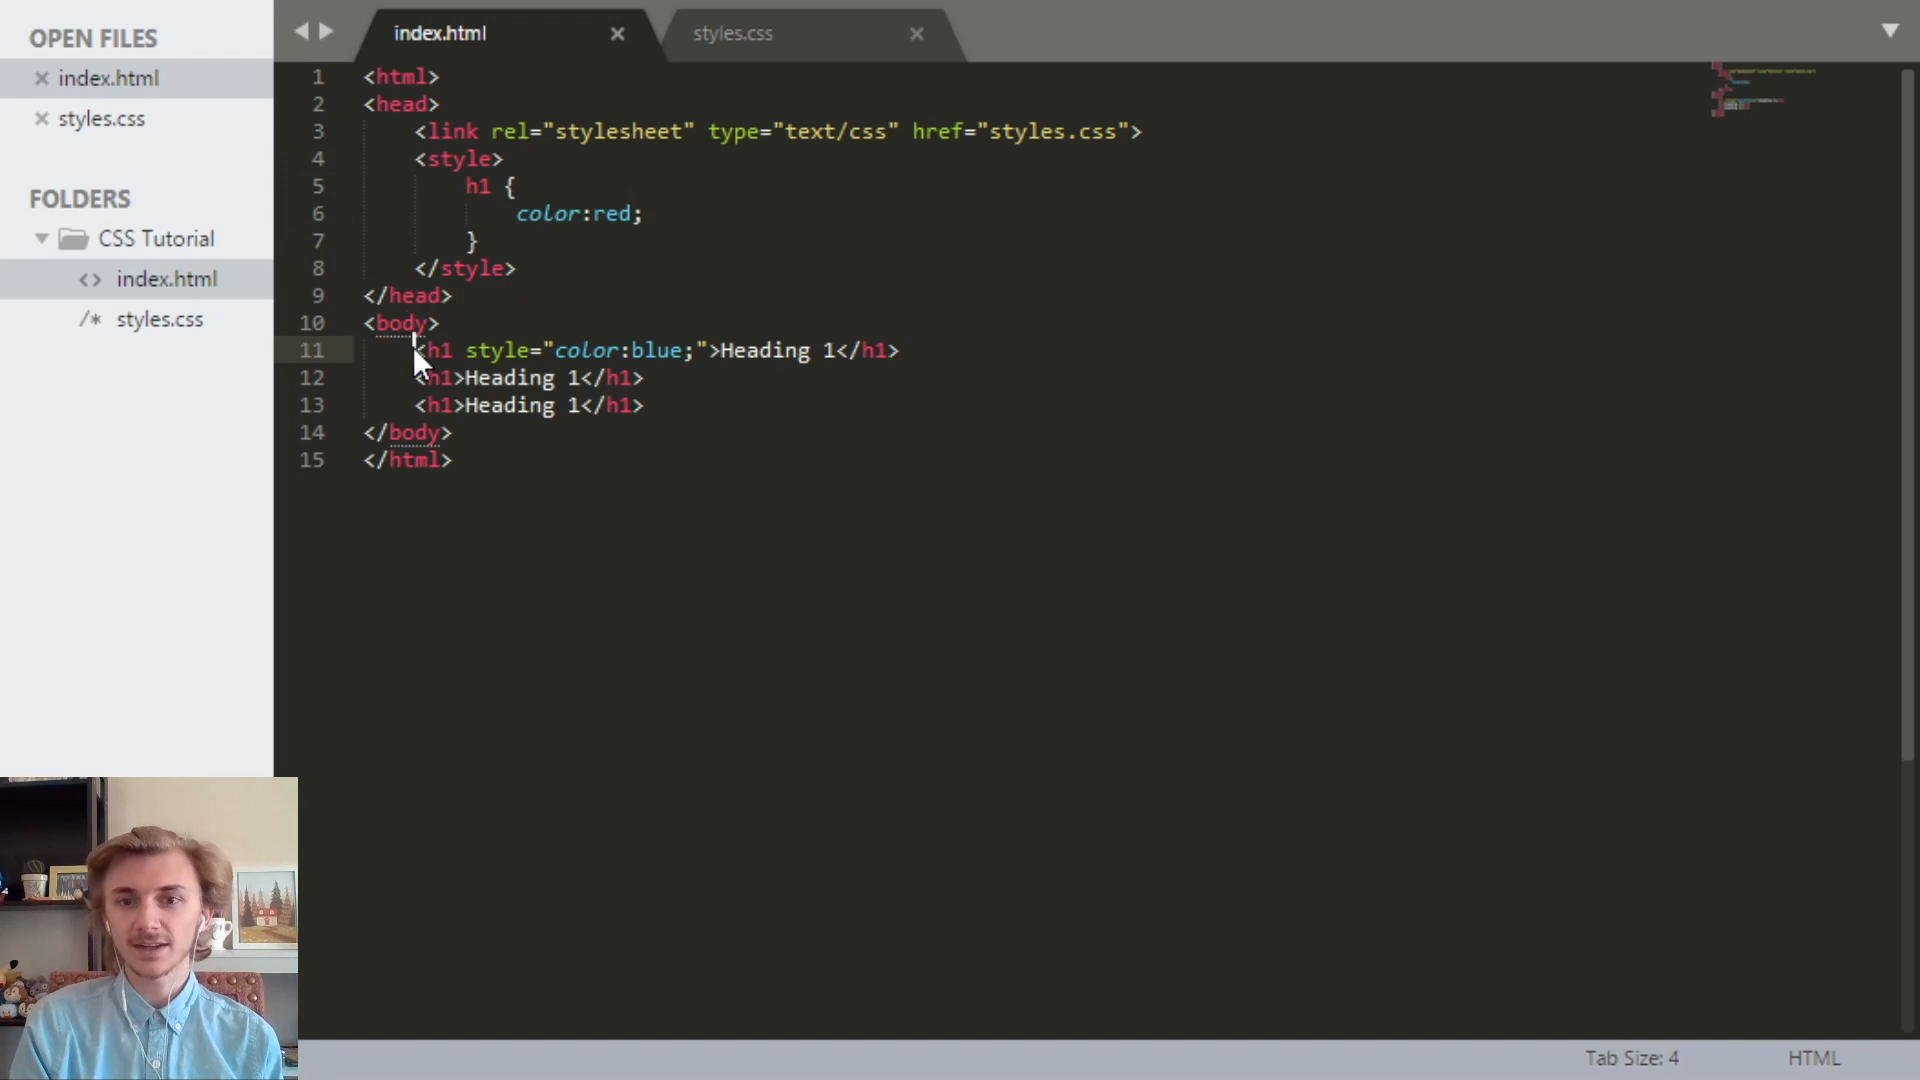 OPEN FILES
index.html
styles.css
FOLDERS
CSS Tutorial
<> index.html
/* styles.css
index.html
styles.css
1 <html>
2 <head>
3 <link rel="stylesheet" type="text/css" href="styles.css">
4 <style>
5 h1 {
6 color:red;
7 }
8 </style>
9 </head>
10 <body>
11 <h1 style="color:blue;">Heading 1</h1>
12 <h1>Heading 1</h1>
13 <h1>Heading 1</h1>
14 </body>
15 </html>
Tab Size: 4
HTML